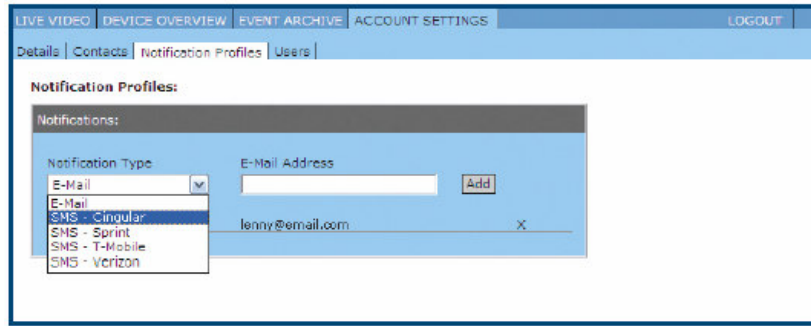 LIVE VIDEO DEVICE OVERVIEW EVENT ARCHIVE ACCOUNT SETTINGS LOGOUT
Details Contacts Notification Profiles Users
Notification Profiles:
Notifications:
Notification Type E-Mail Address
E-Mail Add
E-Mail
SMS - Cingular
lenny@email.com X
SMS - Sprint
SMS - T-Mobile
SMS - Verizon